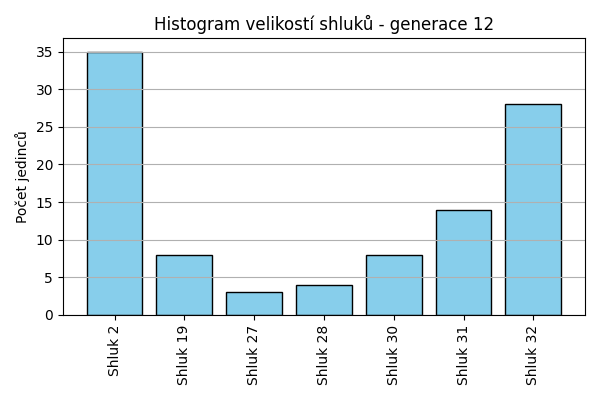 Histogram velikostí shluků - generace 12
Počet jedinců
35
30
25
20
15
10
5
0
Shluk 2
Shluk 19
Shluk 27
Shluk 28
Shluk 30
Shluk 31
Shluk 32